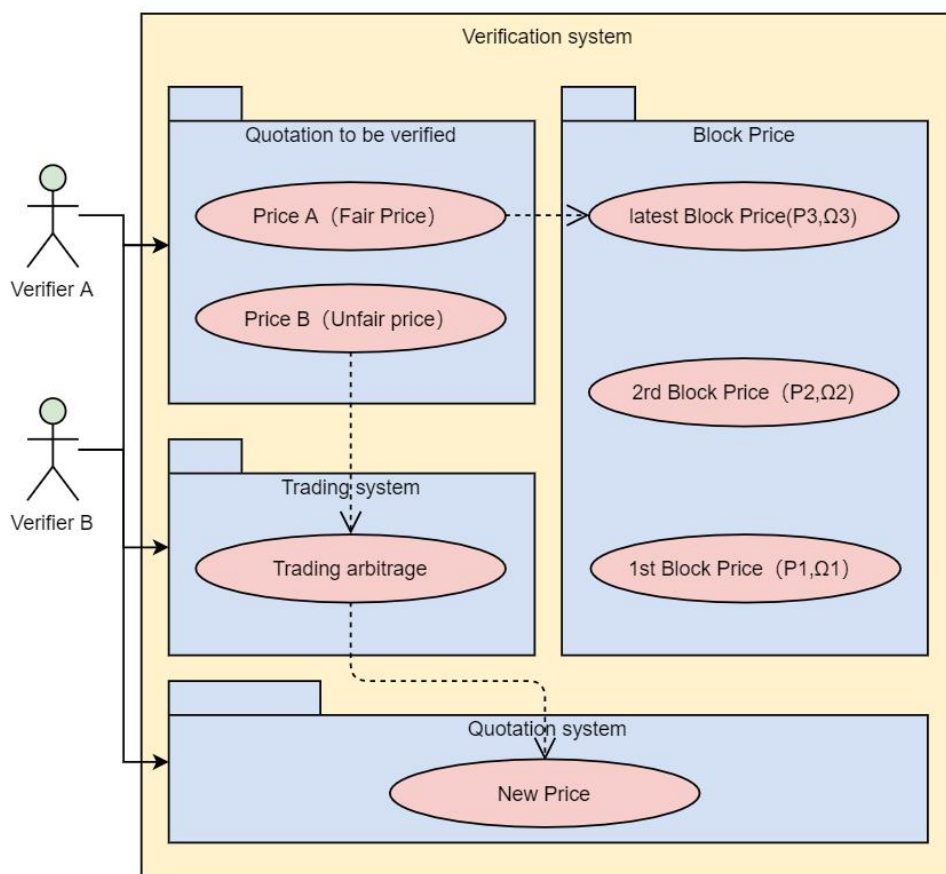 Verification system
Quotation to be verified
Block Price
Price A（Fair Price）
latest Block Price(P3,Ω3)
Verifier A
Price B（Unfair price）
2rd Block Price（P2,Ω2)
Verifier B
Trading system
Trading arbitrage
1st Block Price（P1,Ω1）
Quotation system
New Price